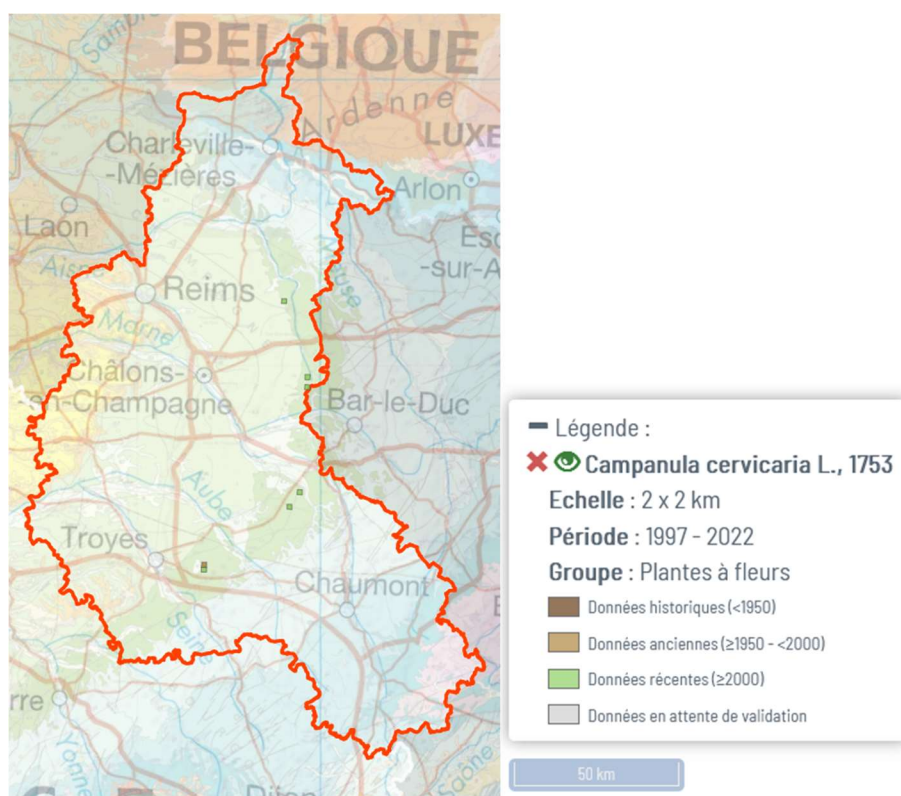 Sambre
BELGIQUE
Ardenne
LUXE
Charleville-
-Mézières
Arlon
Laon
Esc
-sur-A
Aisne
Reims
Meuse
Marne
Châlons-
-en-Champagne
Bar-le-Duc
Aube
Troyes
Chaumont
Seine
rre
Yonne
Saône
Dijon
Légende :
Campanula cervicaria L., 1753
Echelle : 2 x 2 km
Période : 1997 - 2022
Groupe : Plantes à fleurs
Données historiques (<1950)
Données anciennes (≥1950 - <2000)
Données récentes (≥2000)
Données en attente de validation
50 km